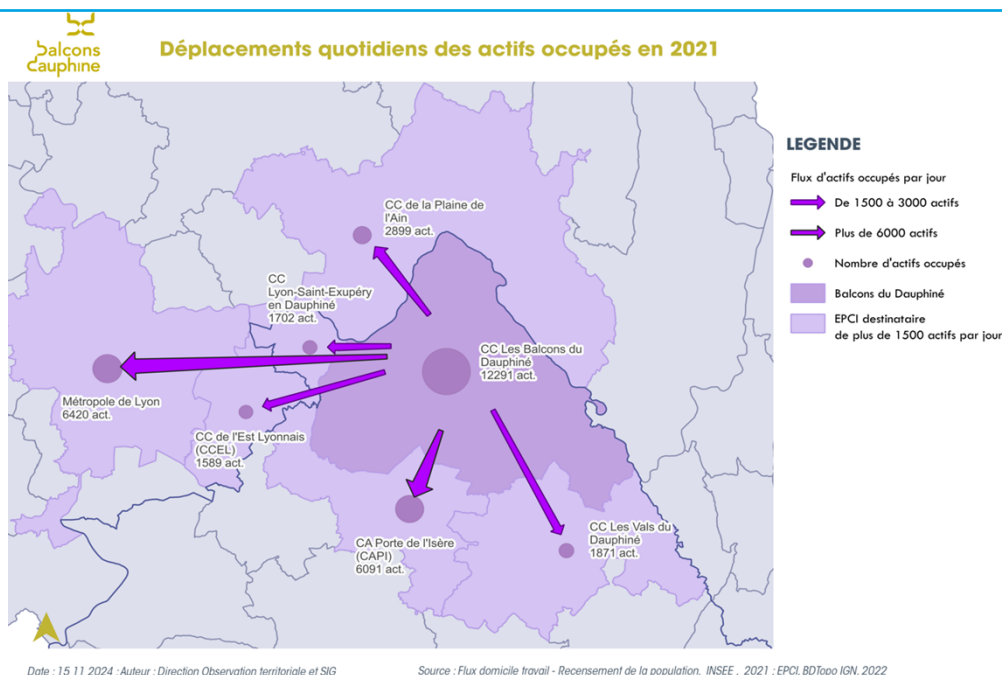 balcons
dauphiné
Déplacements quotidiens des actifs occupés en 2021
LEGENDE
Flux d'actifs occupés par jour
De 1500 à 3000 actifs
Plus de 6000 actifs
Nombre d'actifs occupés
Balcons du Dauphiné
EPCI destinataire
de plus de 1500 actifs par jour
CC de la Plaine de
l'Ain
2899 act.
CC
Lyon-Saint-Exupéry
en Dauphiné
1702 act.
CC Les Balcons du
Dauphiné
12291 act.
Métropole de Lyon
6420 act.
CC de l'Est Lyonnais
(CCEL)
1589 act.
CA Porte de l'Isère
(CAPI)
6091 act.
CC Les Vals du
Dauphiné
1871 act.
Date : 15 11 2024 ; Auteur : Direction Observation territoriale et SIG
Source : Flux domicile travail - Recensement de la population, INSEE , 2021 ; EPCI, BDTopo IGN, 2022